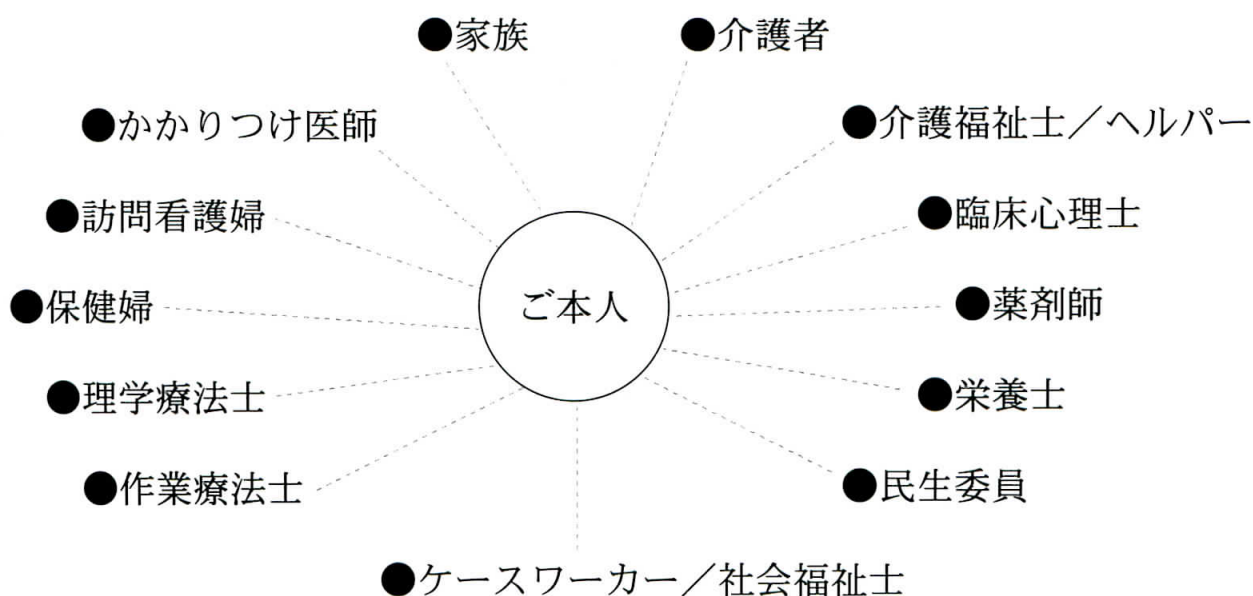 ●家族
●介護者
●かかりつけ医師
●介護福祉士／ヘルパー
●訪問看護婦
●臨床心理士
●保健婦
ご本人
●薬剤師
●理学療法士
●栄養士
●作業療法士
●民生委員
●ケースワーカー／社会福祉士